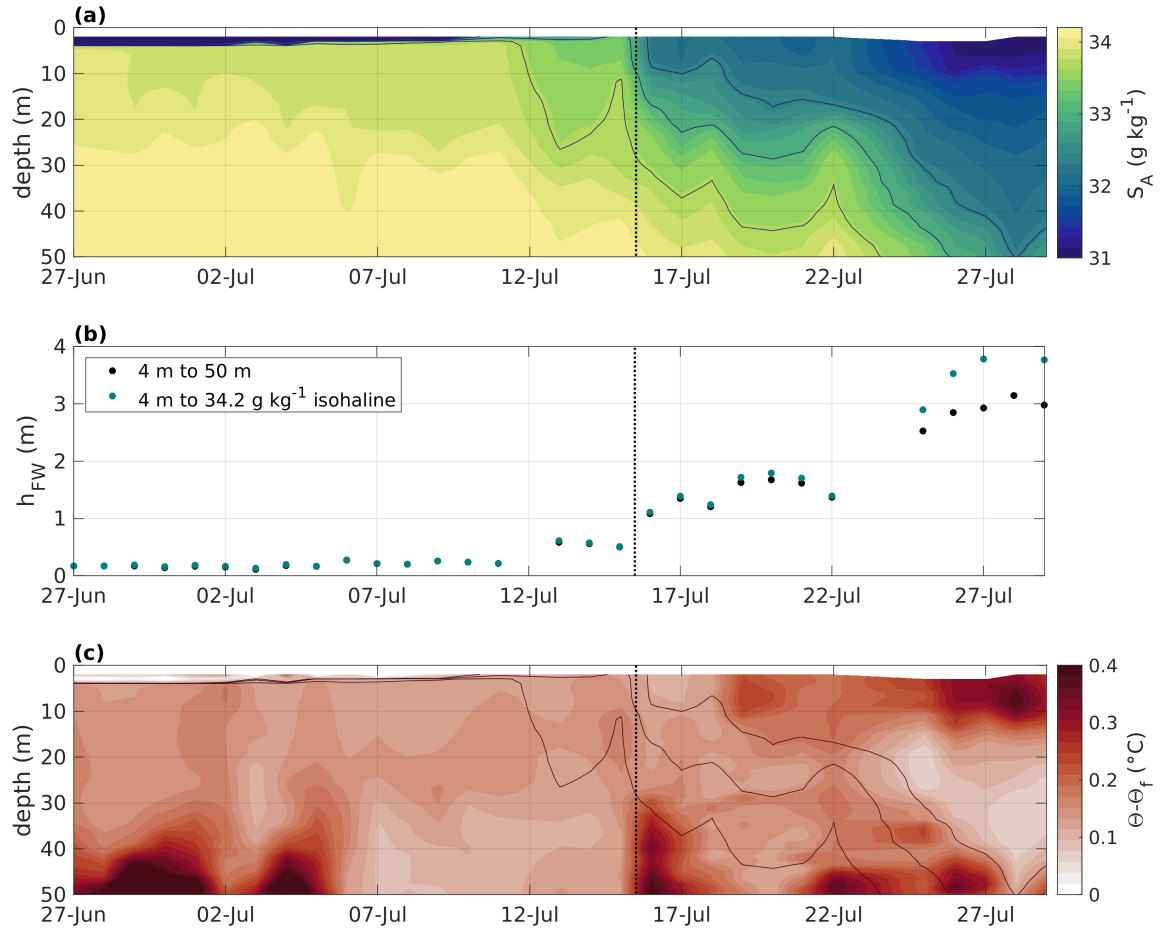 (a)
0
10
20
30
40
50
depth (m)
27-Jun 02-Jul 07-Jul 12-Jul 17-Jul 22-Jul 27-Jul
34
33
32
31
S_A (g kg^-1)
(b)
4
3
2
1
0
h_FW (m)
4 m to 50 m
4 m to 34.2 g kg^-1 isohaline
27-Jun 02-Jul 07-Jul 12-Jul 17-Jul 22-Jul 27-Jul
(c)
0
10
20
30
40
50
depth (m)
27-Jun 02-Jul 07-Jul 12-Jul 17-Jul 22-Jul 27-Jul
0.4
0.3
0.2
0.1
0
Θ-Θ_f (°C)